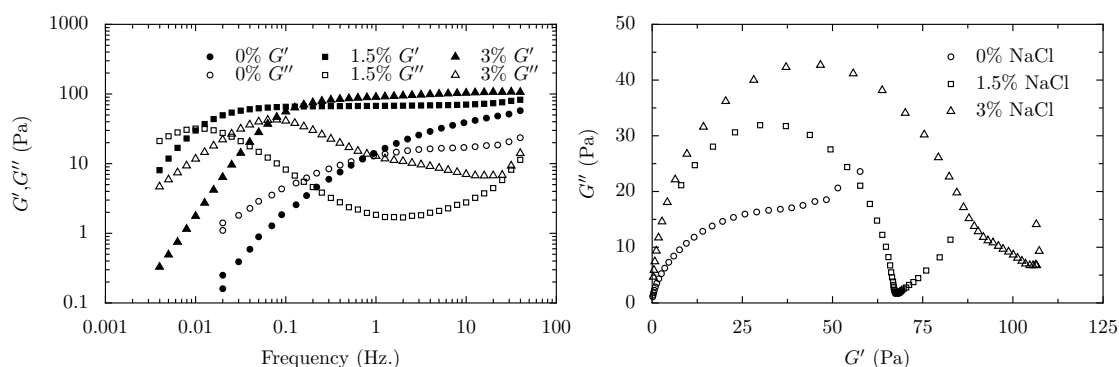 1000
100
10
1
0.1
G′,G″ (Pa)
0% G′ 1.5% G′ 3% G′
0% G″ 1.5% G″ 3% G″
0.001 0.01 0.1 1 10 100
Frequency (Hz.)
50
40
30
20
10
0
G″ (Pa)
0% NaCl
1.5% NaCl
3% NaCl
0 25 50 75 100 125
G′ (Pa)